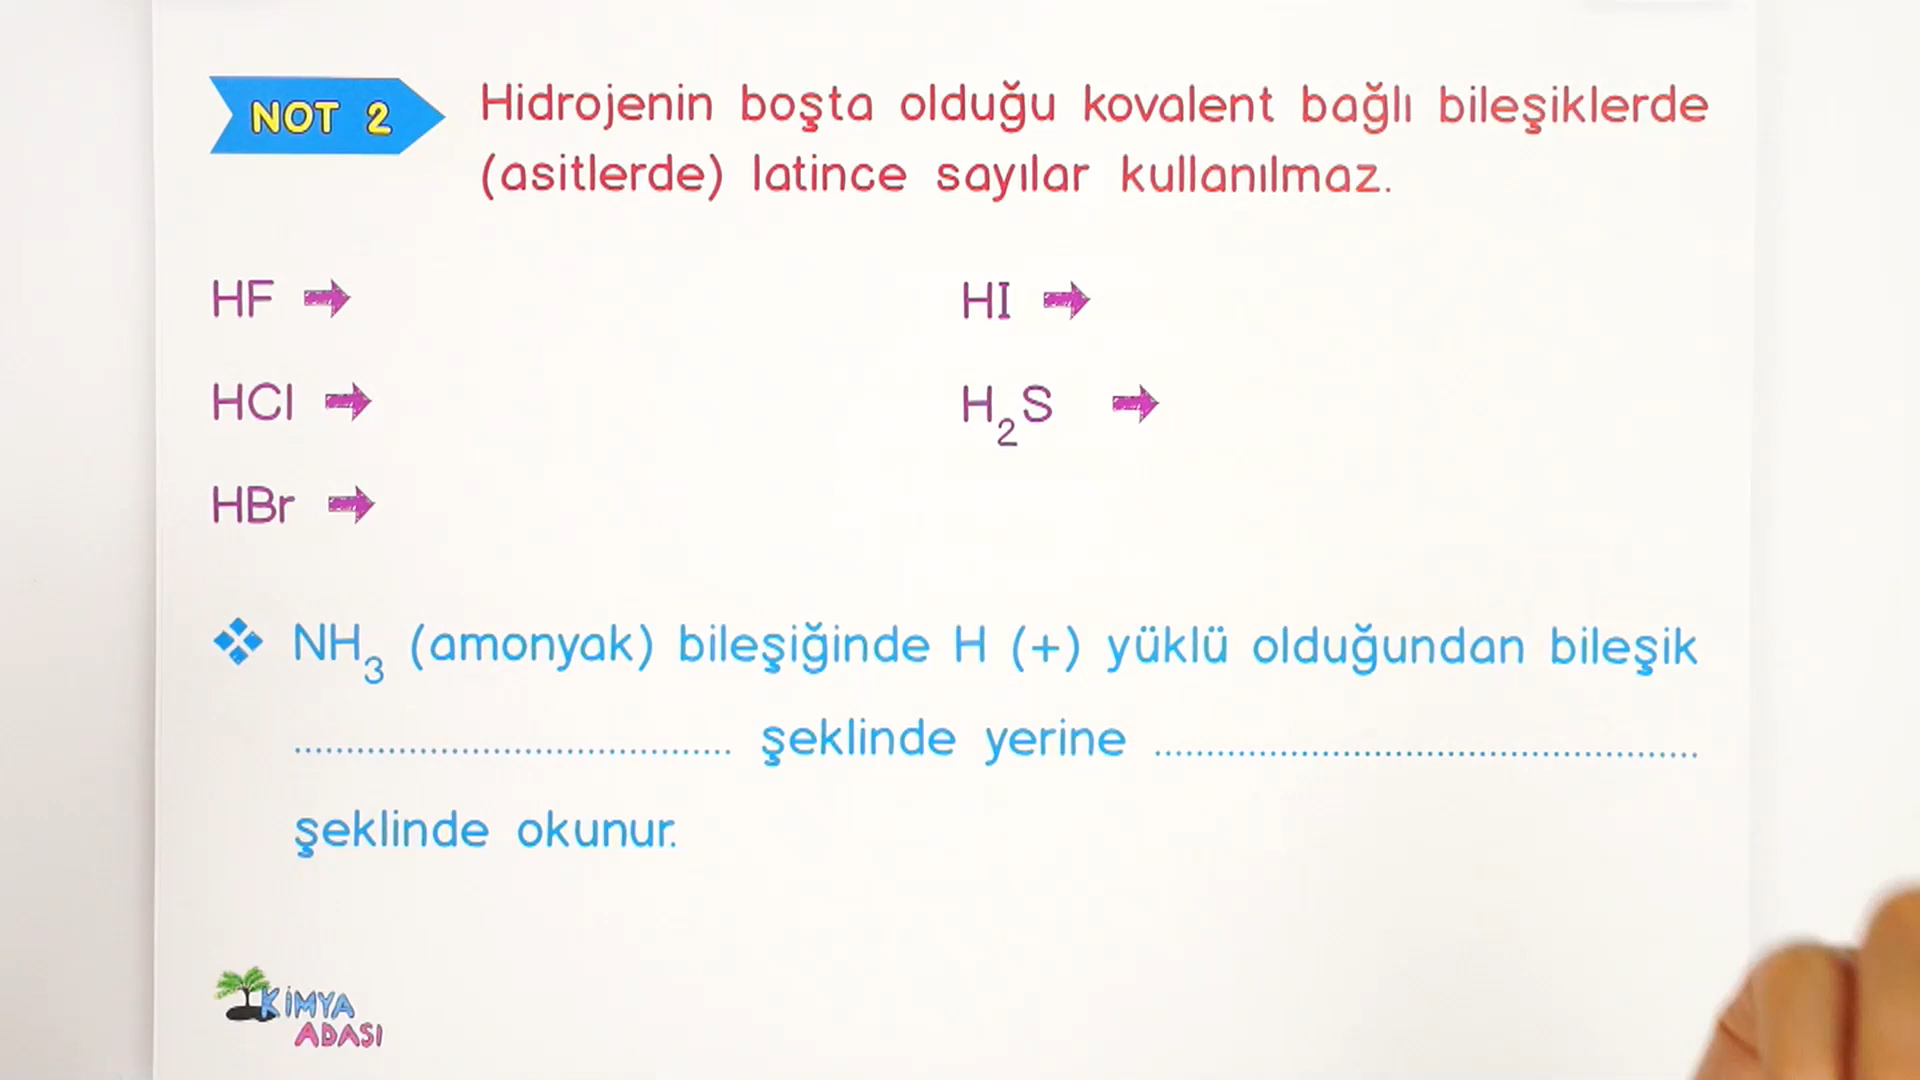 NOT 2
Hidrojenin boşta olduğu kovalent bağlı bileşiklerde
(asitlerde) latince sayılar kullanılmaz.
HF ➡
HI ➡
HCl ➡
H₂S ➡
HBr ➡
❖ NH₃ (amonyak) bileşiğinde H (+) yüklü olduğundan bileşik
........................................ şeklinde yerine ..................................................
şeklinde okunur.
KİMYA
ADASI